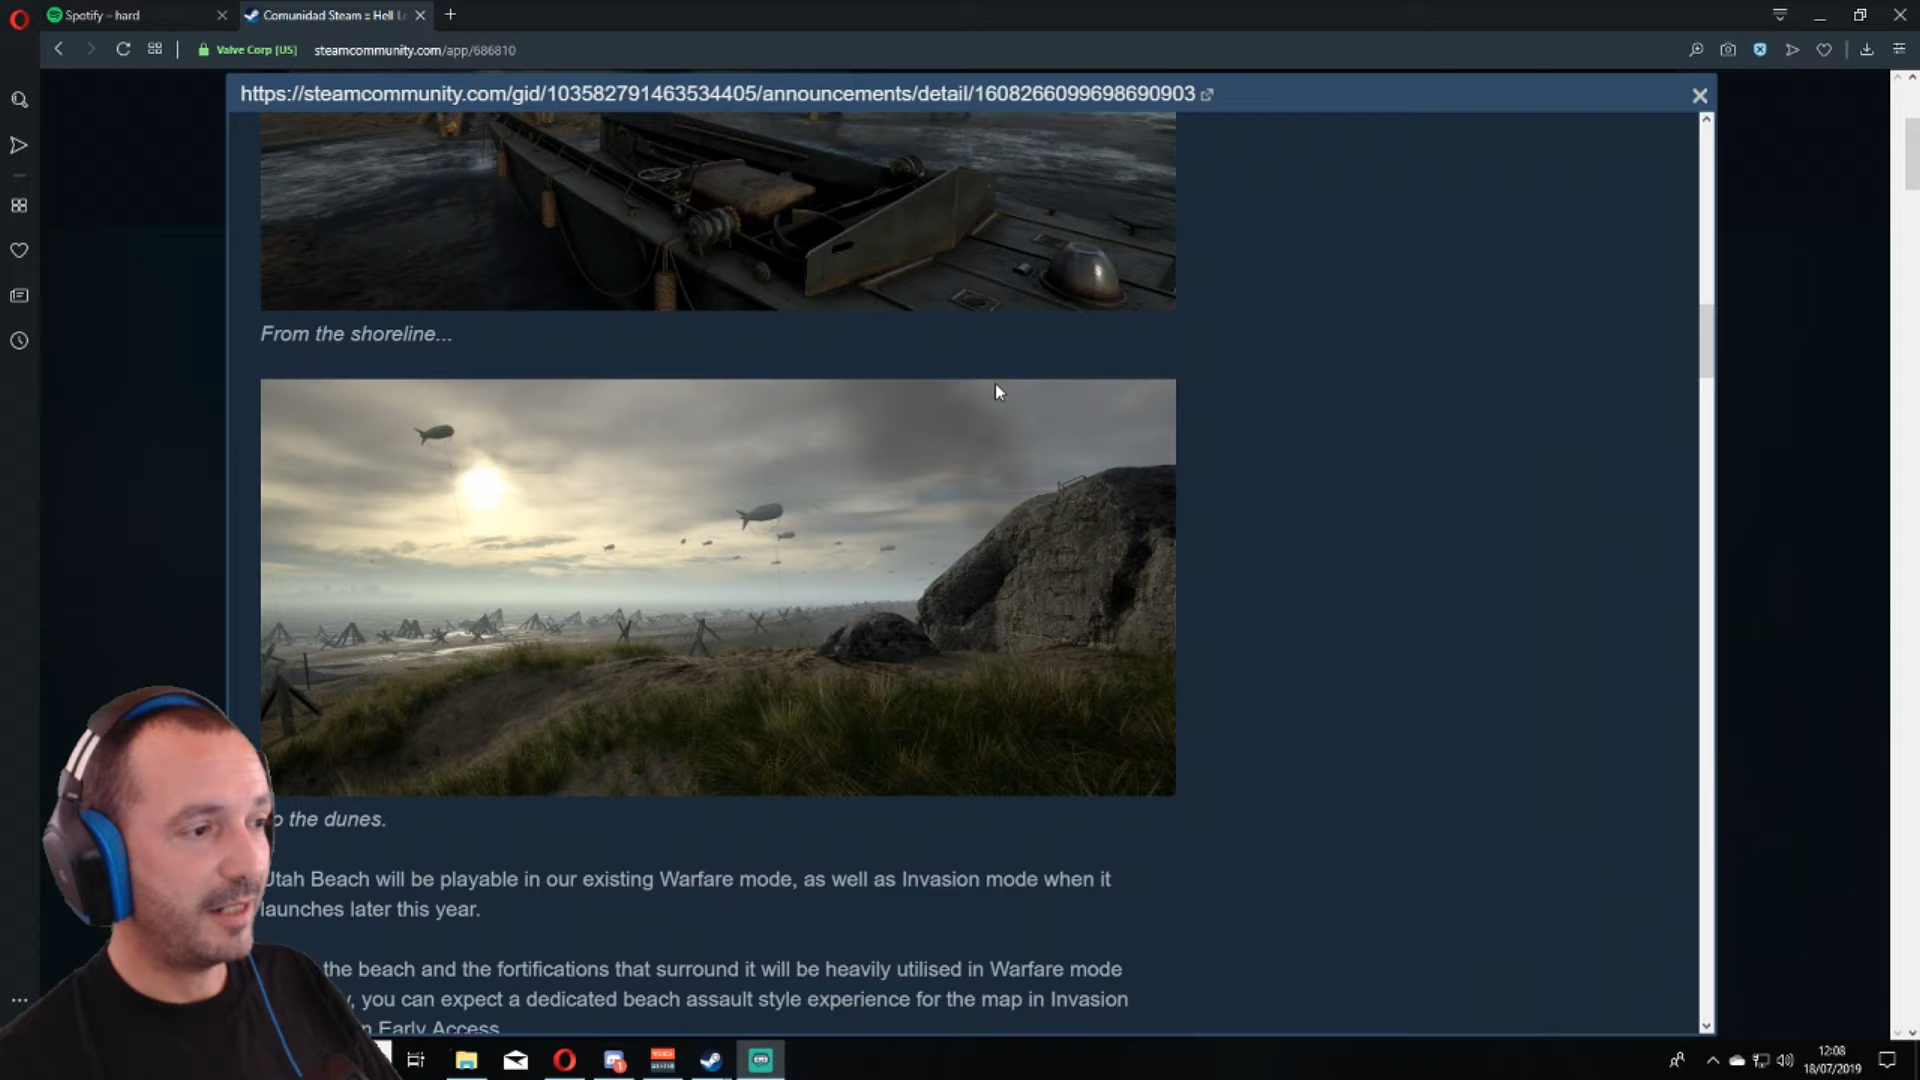 Spotify – hard
Comunidad Steam :: Hell L
Valve Corp [US]
steamcommunity.com/app/686810
https://steamcommunity.com/gid/103582791463534405/announcements/detail/1608266099698690903
From the shoreline...
the dunes.
Utah Beach will be playable in our existing Warfare mode, as well as Invasion mode when it
launches later this year.
the beach and the fortifications that surround it will be heavily utilised in Warfare mode
, you can expect a dedicated beach assault style experience for the map in Invasion
Early Access
12:08
18/07/2019